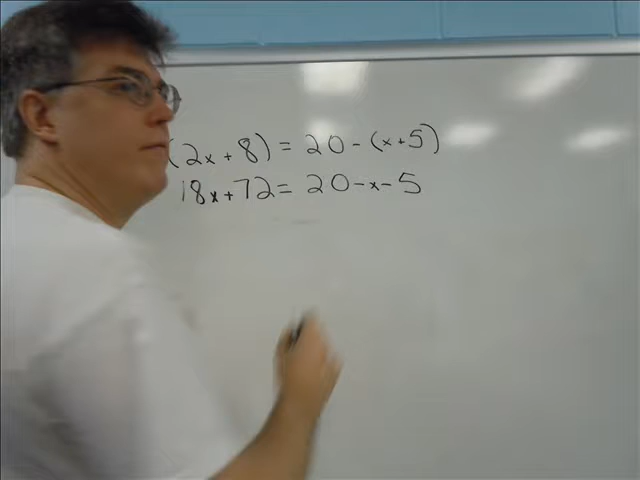 (2x+8) = 20-(x+5)
18x+72= 20-x-5